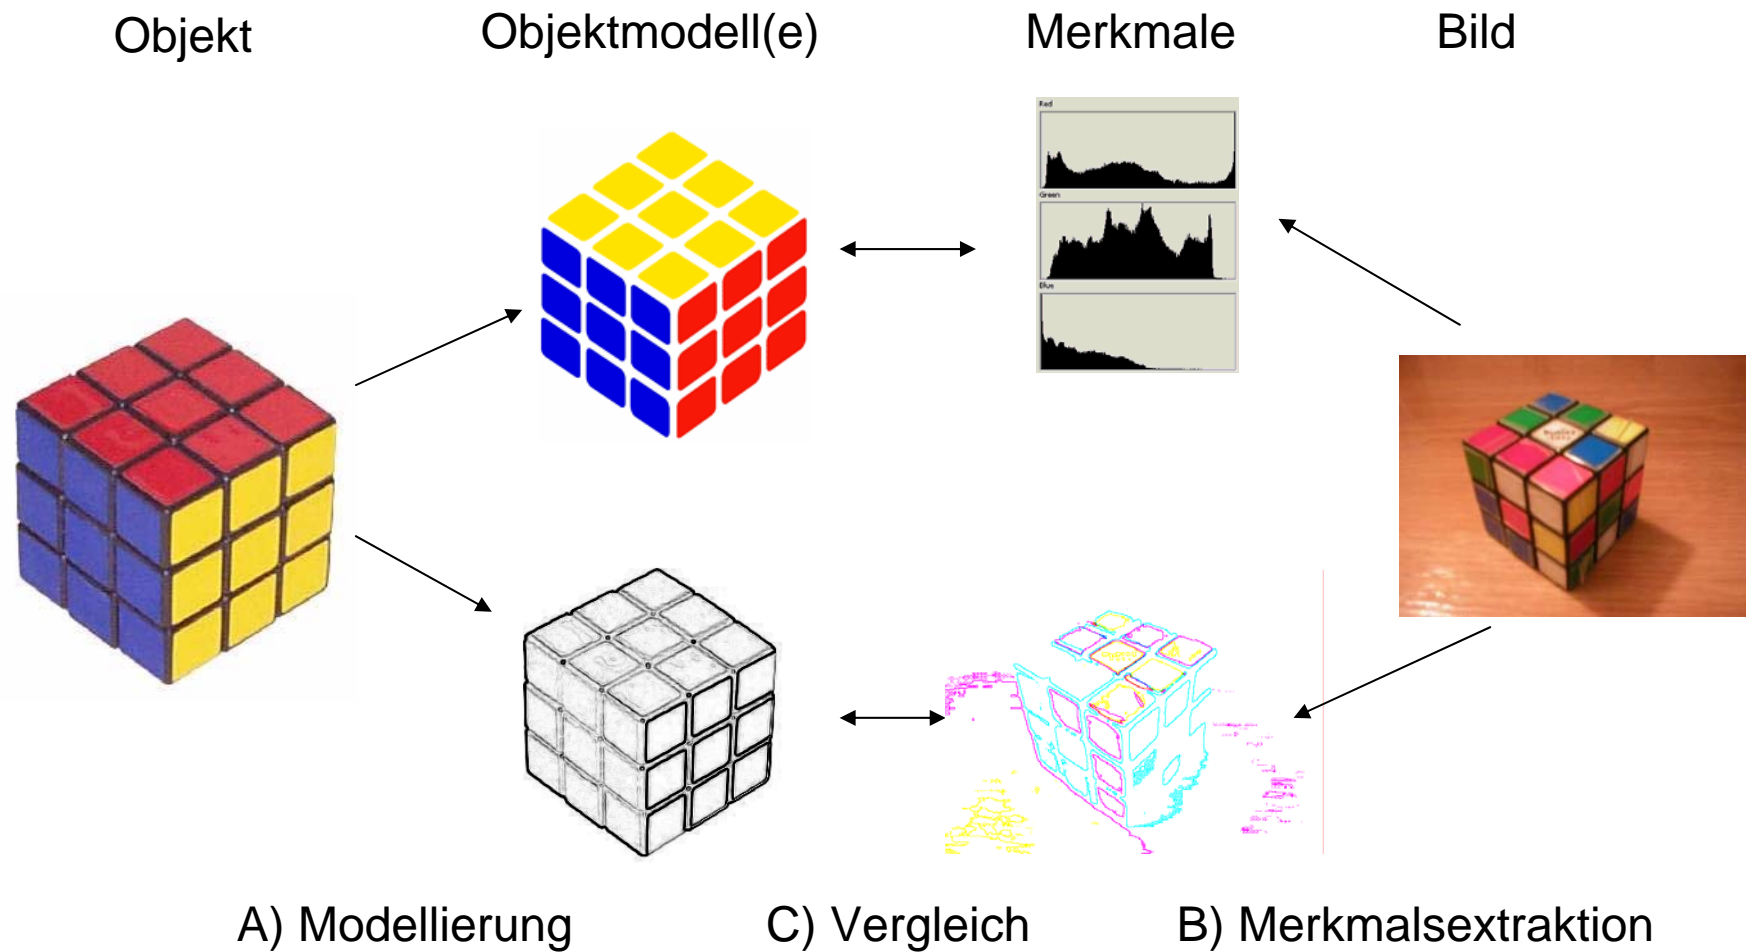 Objekt
Objektmodell(e)
Merkmale
Bild
Red
Green
Blue
A) Modellierung
C) Vergleich
B) Merkmalsextraktion